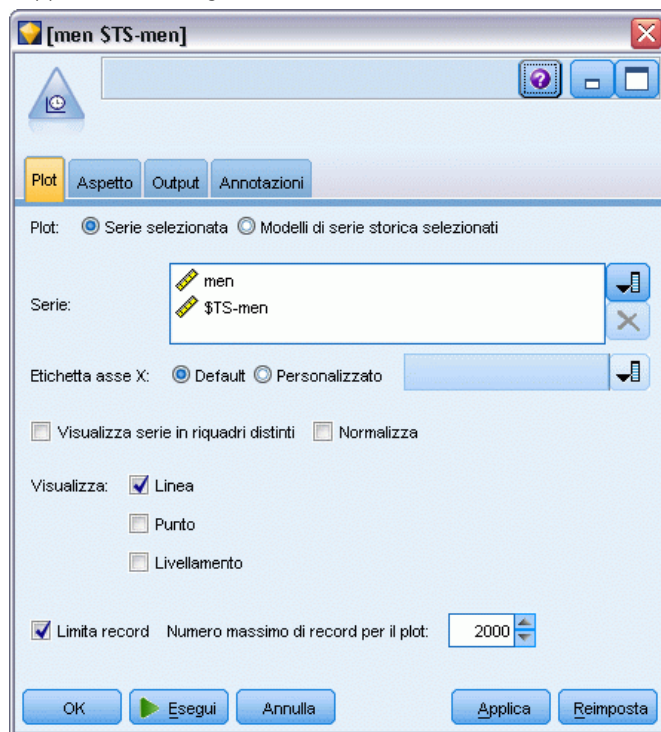 [men $TS-men]
Plot Aspetto Output Annotazioni
Plot: Serie selezionata Modelli di serie storica selezionati
men
Serie:
$TS-men
Etichetta asse X: Default Personalizzato
Visualizza serie in riquadri distinti Normalizza
Visualizza: Linea
Punto
Livellamento
Limita record Numero massimo di record per il plot: 2000
OK Esegui Annulla Applica Reimposta